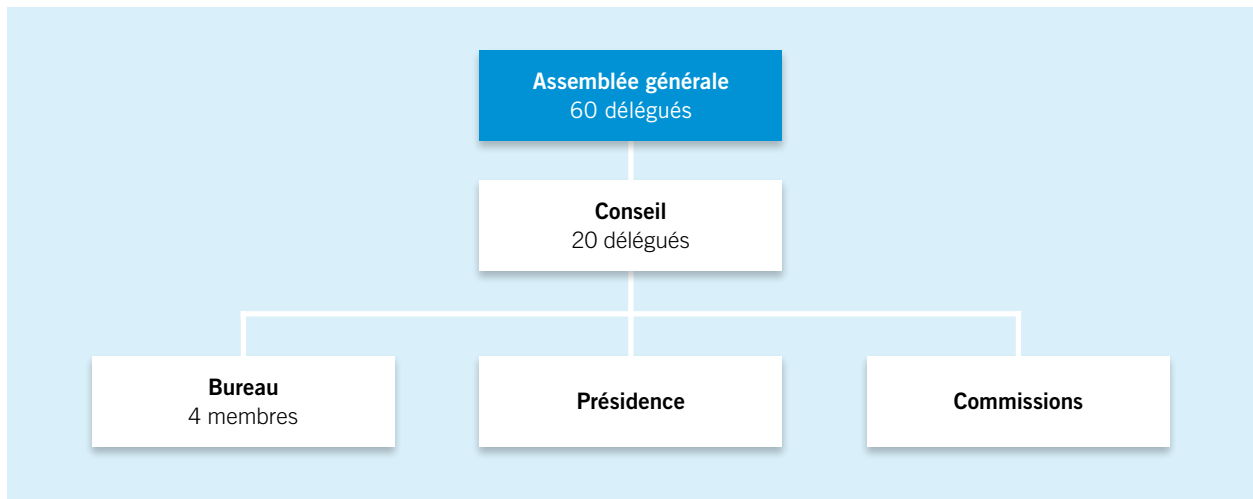 Assemblée générale
60 délégués
Conseil
20 délégués
Bureau
4 membres
Présidence
Commissions